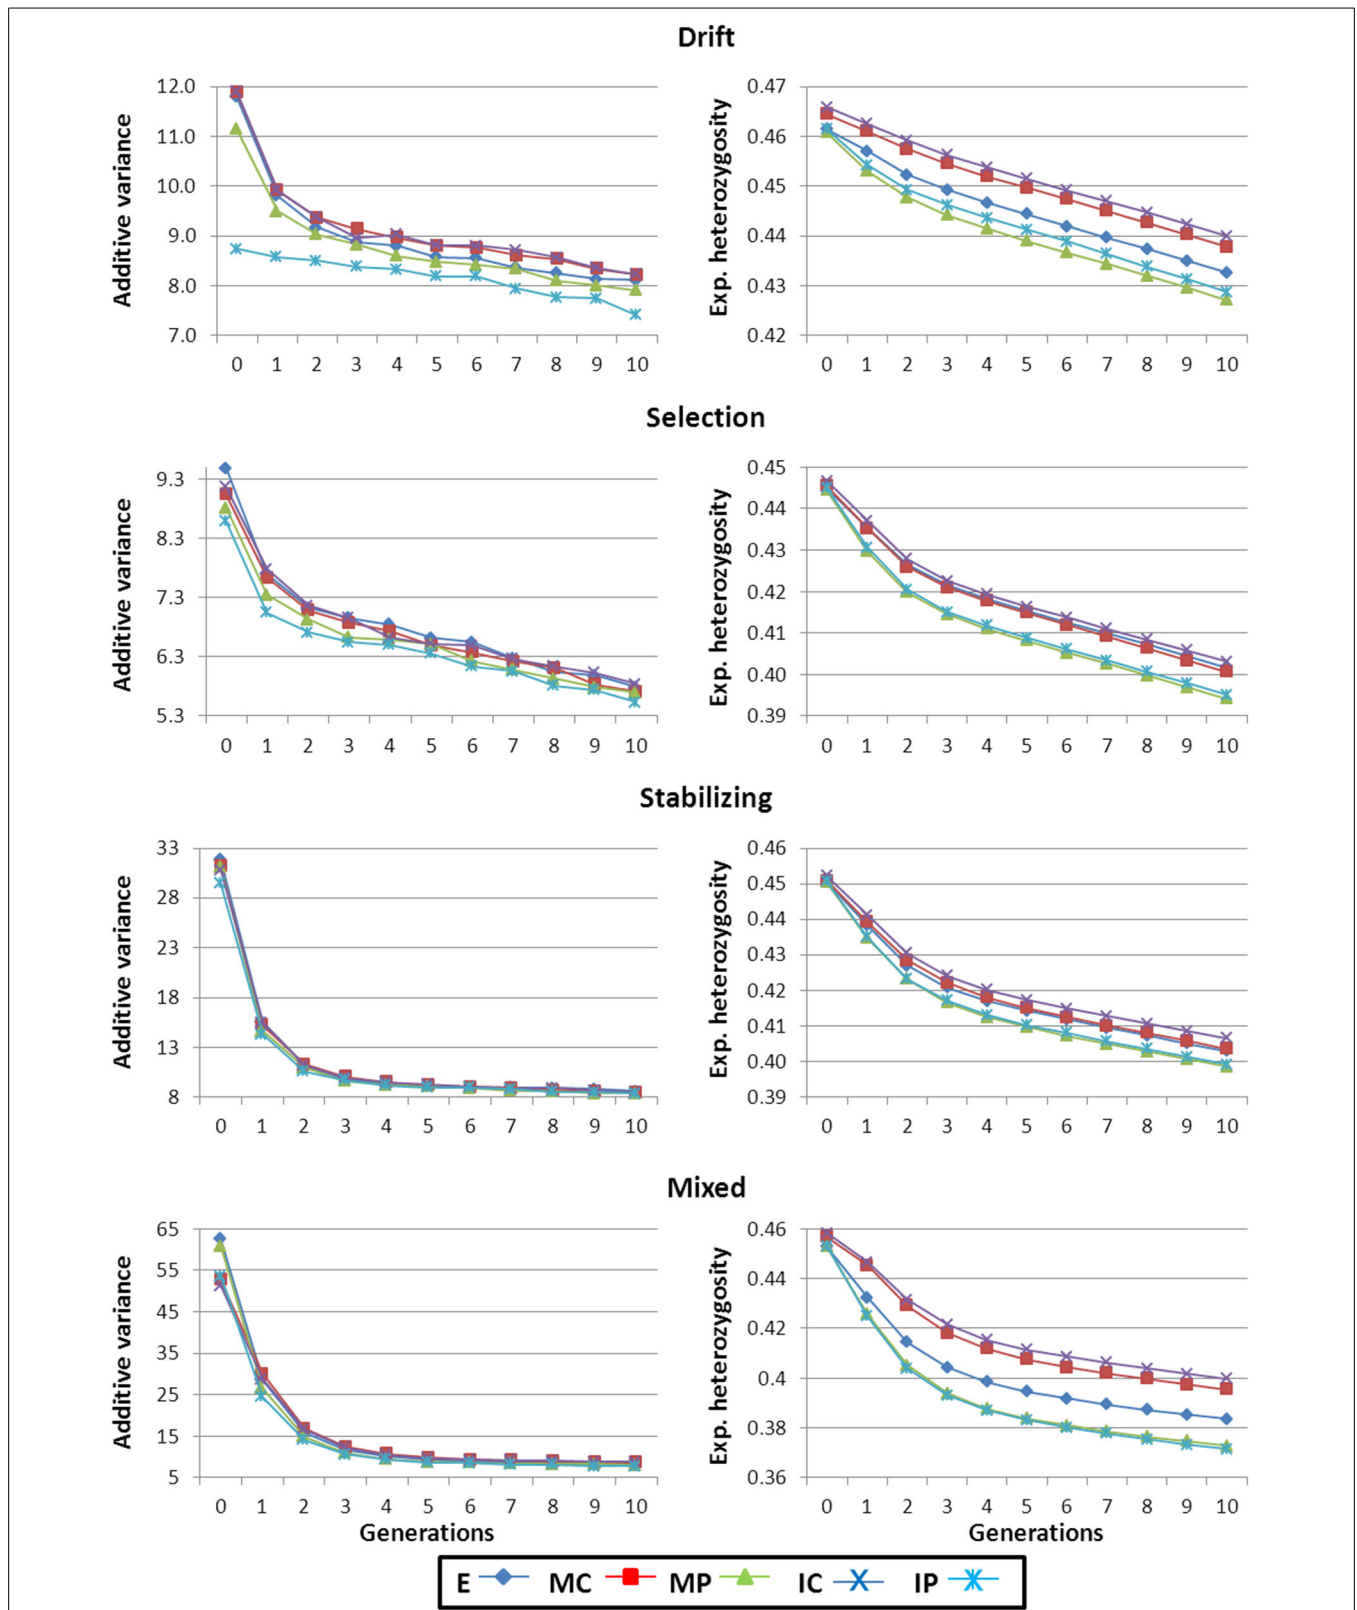 Drift
Additive variance
12.0
11.0
10.0
9.0
8.0
7.0
0 1 2 3 4 5 6 7 8 9 10
Exp. heterozygosity
0.47
0.46
0.45
0.44
0.43
0.42
0 1 2 3 4 5 6 7 8 9 10
Selection
Additive variance
9.3
8.3
7.3
6.3
5.3
0 1 2 3 4 5 6 7 8 9 10
Exp. heterozygosity
0.45
0.44
0.43
0.42
0.41
0.40
0.39
0 1 2 3 4 5 6 7 8 9 10
Stabilizing
Additive variance
33
28
23
18
13
8
0 1 2 3 4 5 6 7 8 9 10
Exp. heterozygosity
0.46
0.45
0.44
0.43
0.42
0.41
0.40
0.39
0 1 2 3 4 5 6 7 8 9 10
Mixed
Additive variance
65
55
45
35
25
15
5
0 1 2 3 4 5 6 7 8 9 10
Generations
Exp. heterozygosity
0.46
0.44
0.42
0.4
0.38
0.36
0 1 2 3 4 5 6 7 8 9 10
Generations
E MC MP IC IP